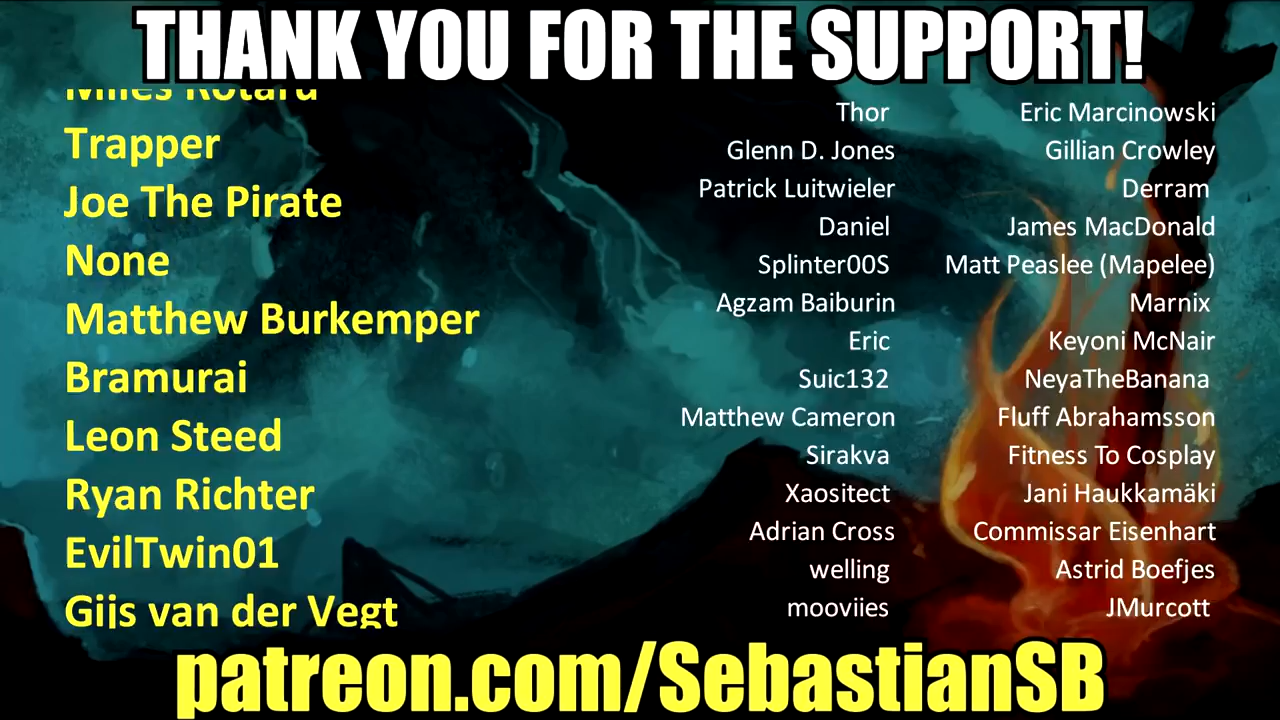 THANK YOU FOR THE SUPPORT!
Trapper
Joe The Pirate
None
Matthew Burkemper
Bramurai
Leon Steed
Ryan Richter
EvilTwin01
Gijs van der Vegt
Thor
Glenn D. Jones
Patrick Luitwieler
Daniel
Splinter00S
Agzam Baiburin
Eric
Suic132
Matthew Cameron
Sirakva
Xaositect
Adrian Cross
welling
mooviies
Eric Marcinowski
Gillian Crowley
Derram
James MacDonald
Matt Peaslee (Mapelee)
Marnix
Keyoni McNair
NeyaTheBanana
Fluff Abrahamsson
Fitness To Cosplay
Jani Haukkamäki
Commissar Eisenhart
Astrid Boefjes
JMurcott
patreon.com/SebastianSB